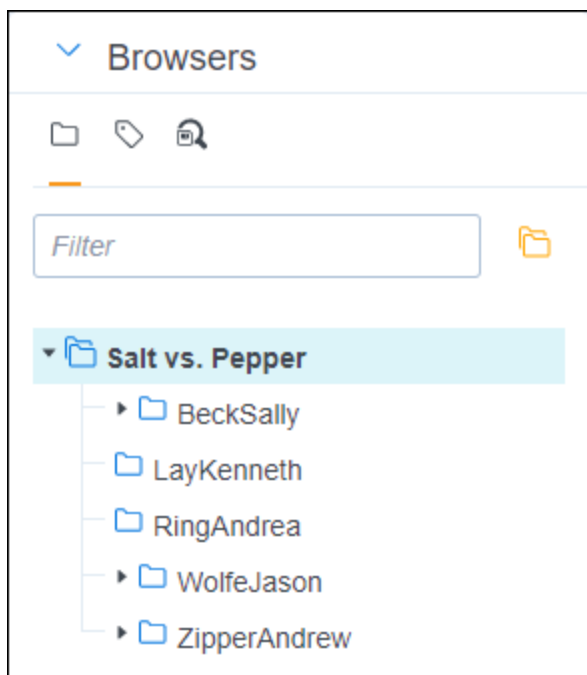 Browsers
Filter
Salt vs. Pepper
BeckSally
LayKenneth
RingAndrea
WolfeJason
ZipperAndrew